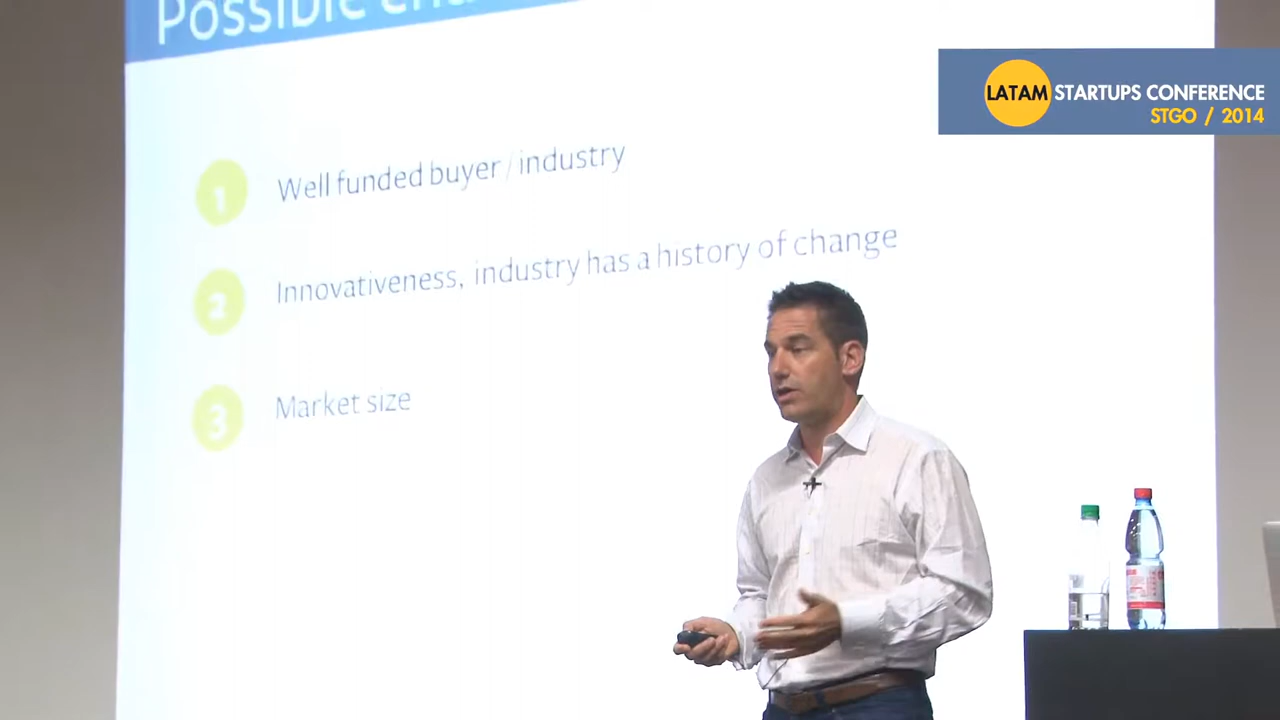 Possible
LATAM STARTUPS CONFERENCE
STGO / 2014
1 Well funded buyer / industry
2 Innovativeness, industry has a history of change
3 Market size